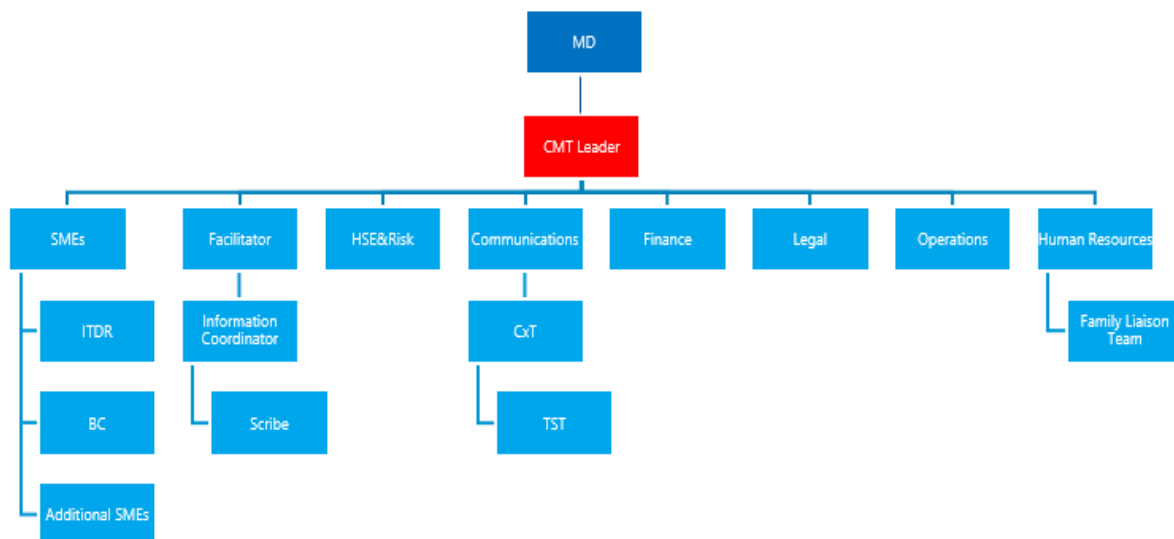 MD
CMT Leader
SMEs
Facilitator
HSE&Risk
Communications
Finance
Legal
Operations
Human Resources
ITDR
Information
Coordinator
CxT
Family Liaison
Team
BC
Scribe
TST
Additional SMEs